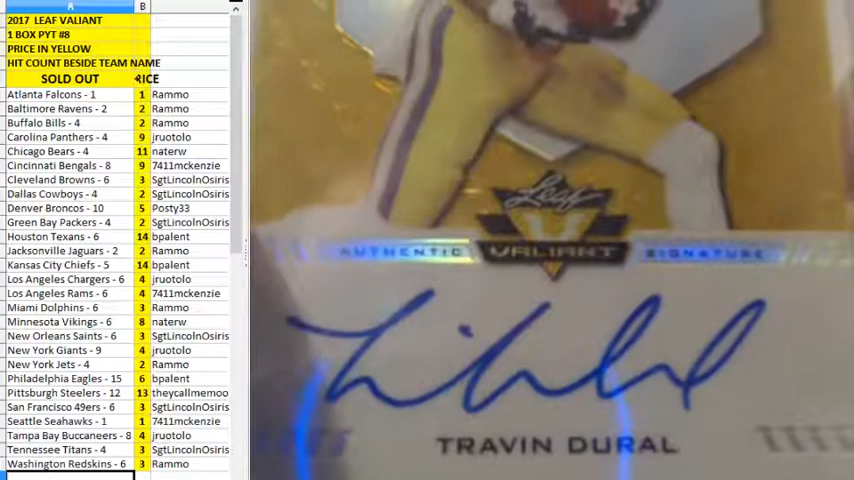 A B
2017 LEAF VALIANT
1 BOX PYT #8
PRICE IN YELLOW
HIT COUNT BESIDE TEAM NAME
SOLD OUT RICE
Atlanta Falcons - 1 1 Rammo
Baltimore Ravens - 2 2 Rammo
Buffalo Bills - 4 2 Rammo
Carolina Panthers - 4 9 jruotolo
Chicago Bears - 4 11 naterw
Cincinnati Bengals - 8 9 7411mckenzie
Cleveland Browns - 6 3 SgtLincolnOsiris
Dallas Cowboys - 4 2 SgtLincolnOsiris
Denver Broncos - 10 5 Posty33
Green Bay Packers - 4 2 SgtLincolnOsiris
Houston Texans - 6 14 bpalent
Jacksonville Jaguars - 2 2 Rammo
Kansas City Chiefs - 5 14 bpalent
Los Angeles Chargers - 6 4 jruotolo
Los Angeles Rams - 6 4 7411mckenzie
Miami Dolphins - 6 3 Rammo
Minnesota Vikings - 6 8 naterw
New Orleans Saints - 6 3 SgtLincolnOsiris
New York Giants - 9 4 jruotolo
New York Jets - 4 2 Rammo
Philadelphia Eagles - 15 6 bpalent
Pittsburgh Steelers - 12 13 theycallmemoo
San Francisco 49ers - 6 3 SgtLincolnOsiris
Seattle Seahawks - 1 1 7411mckenzie
Tampa Bay Buccaneers - 8 4 jruotolo
Tennessee Titans - 4 3 SgtLincolnOsiris
Washington Redskins - 6 3 Rammo
Leaf
AUTHENTIC VALIANT SIGNATURE
TRAVIN DURAL